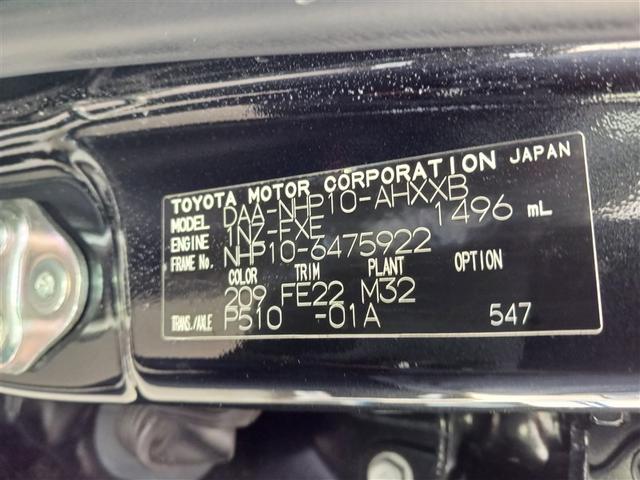 TOYOTA MOTOR CORPORATION JAPAN
MODEL DAA-NHP10-AHXXB
ENGINE 1NZ-FXE 1496 mL
FRAME No. NHP10-6475922
COLOR TRIM PLANT OPTION
209 FE22 M32
TRANS./AXLE P510 -01A 547